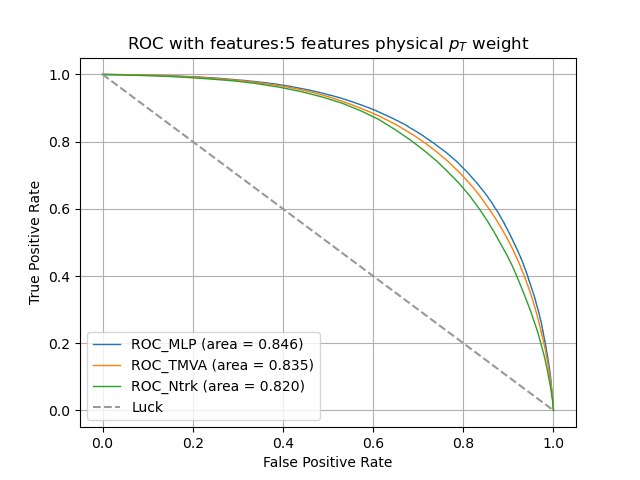 ROC with features:5 features physical $p_T$ weight
True Positive Rate
1.0
0.8
0.6
0.4
0.2
0.0
ROC_MLP (area = 0.846)
ROC_TMVA (area = 0.835)
ROC_Ntrk (area = 0.820)
Luck
0.0 0.2 0.4 0.6 0.8 1.0
False Positive Rate